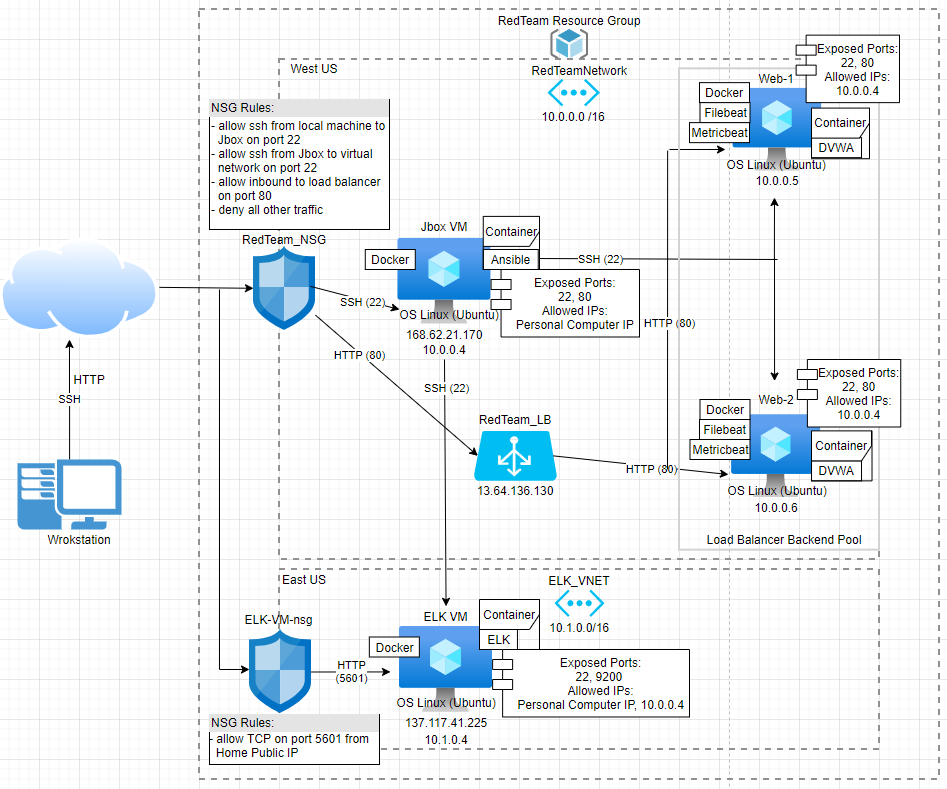 RedTeam Resource Group
West US
RedTeamNetwork
10.0.0.0 /16
NSG Rules:
- allow ssh from local machine to
Jbox on port 22
- allow ssh from Jbox to virtual
network on port 22
- allow inbound to load balancer
on port 80
- deny all other traffic
RedTeam_NSG
Jbox VM
Docker
Container
Ansible
Exposed Ports:
22, 80
Allowed IPs:
Personal Computer IP
OS Linux (Ubuntu)
168.62.21.170
10.0.0.4
SSH (22)
SSH (22)
HTTP (80)
SSH (22)
HTTP (80)
HTTP (80)
RedTeam_LB
13.64.136.130
Web-1
Exposed Ports:
22, 80
Allowed IPs:
10.0.0.4
Docker
Filebeat
Metricbeat
Container
DVWA
OS Linux (Ubuntu)
10.0.0.5
Web-2
Exposed Ports:
22, 80
Allowed IPs:
10.0.0.4
Docker
Filebeat
Metricbeat
Container
DVWA
OS Linux (Ubuntu)
10.0.0.6
Load Balancer Backend Pool
HTTP
SSH
Wrokstation
East US
ELK_VNET
10.1.0.0/16
ELK-VM-nsg
HTTP
(5601)
ELK VM
Docker
Container
ELK
Exposed Ports:
22, 9200
Allowed IPs:
Personal Computer IP, 10.0.0.4
OS Linux (Ubuntu)
137.117.41.225
10.1.0.4
NSG Rules:
- allow TCP on port 5601 from
Home Public IP